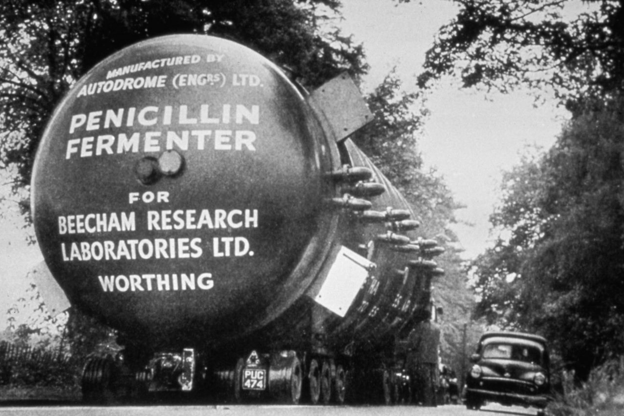 MANUFACTURED BY
AUTODROME (ENGRS) LTD.
PENICILLIN
FERMENTER
FOR
BEECHAM RESEARCH
LABORATORIES LTD.
WORTHING
PUC
474